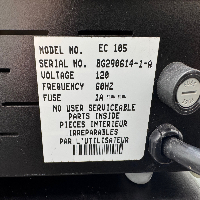 MODEL NO. EC 105
SERIAL NO. BG290614-1-A
VOLTAGE 120
FREQUENCY 60HZ
FUSE 1A
NO USER SERVICEABLE
PARTS INSIDE
PIECES INTERIEUR
IRREPARABLES
PAR L'UTILISATEUR